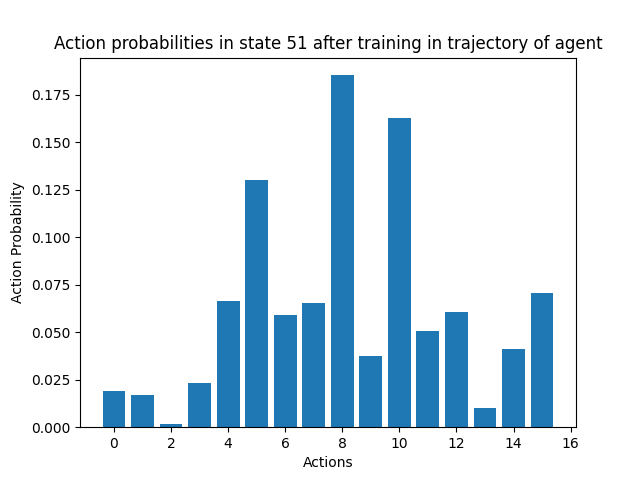 Action probabilities in state 51 after training in trajectory of agent
0.175
0.150
0.125
0.100
0.075
0.050
0.025
0.000
Action Probability
0 2 4 6 8 10 12 14 16
Actions